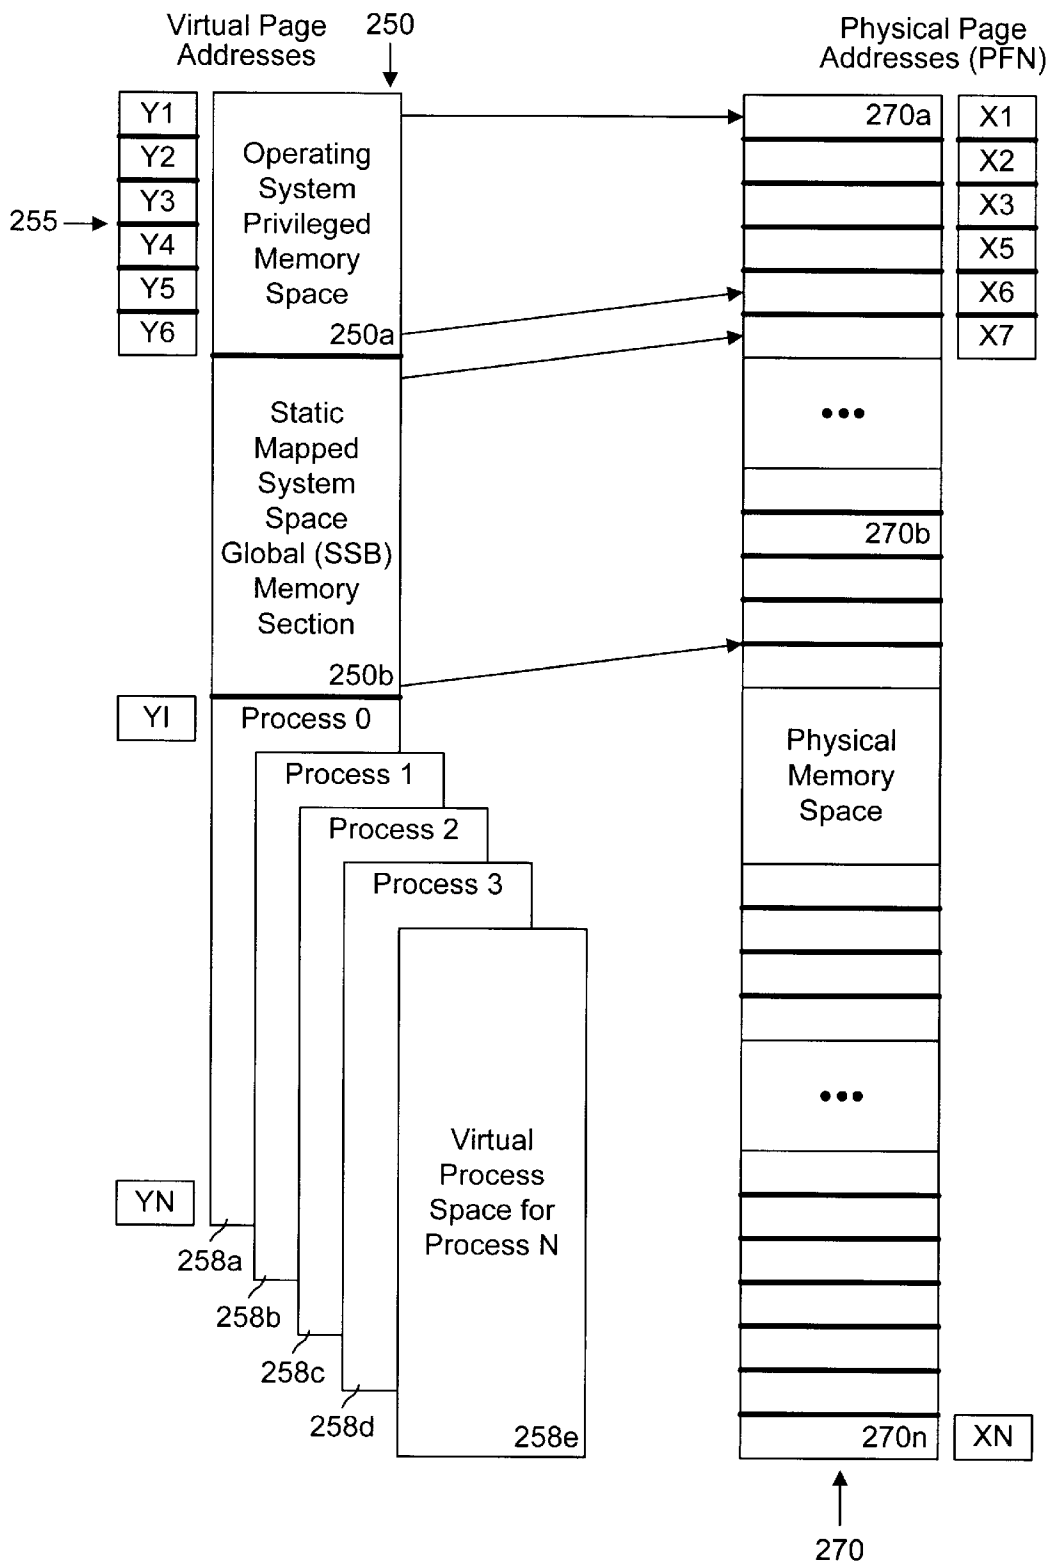 Virtual Page
Addresses
250
Physical Page
Addresses (PFN)
Y1
Y2
Y3
Y4
Y5
Y6
255
Operating
System
Privileged
Memory
Space
250a
270a
X1
X2
X3
X5
X6
X7
Static
Mapped
System
Space
Global (SSB)
Memory
Section
250b
•••
270b
YI
Process 0
Process 1
Process 2
Process 3
Physical
Memory
Space
•••
Virtual
Process
Space for
Process N
YN
258a
258b
258c
258d
258e
270n
XN
270